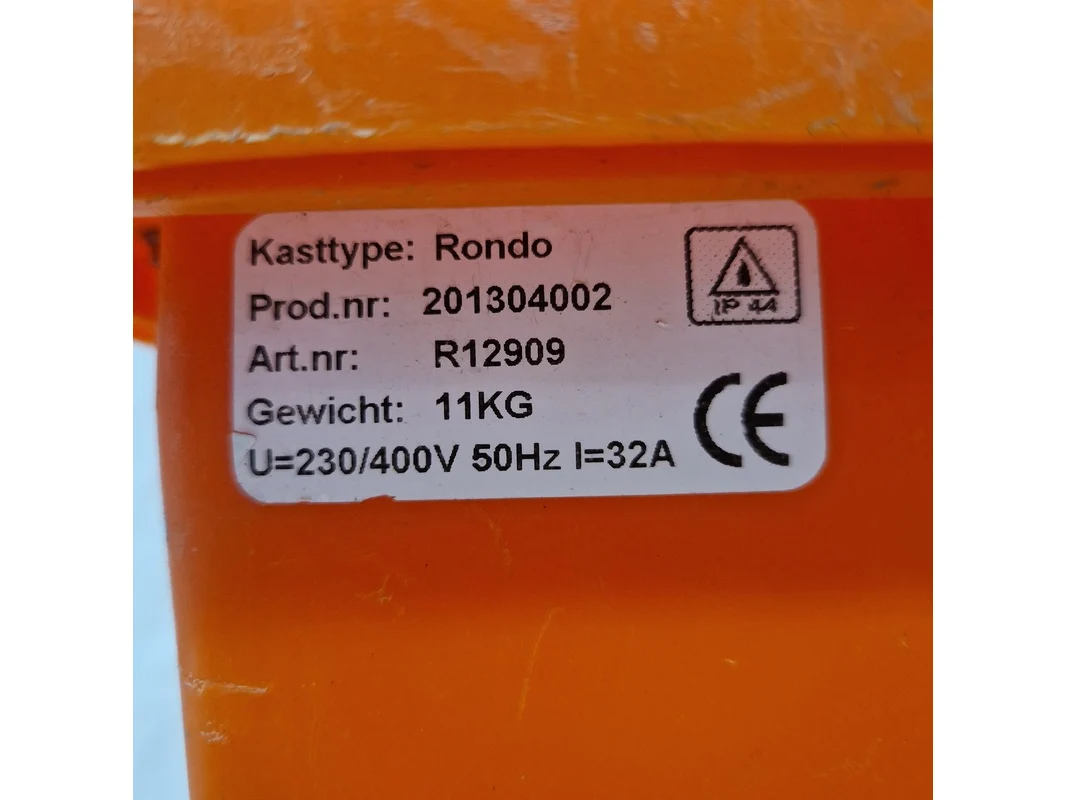 Kasttype: Rondo
Prod.nr: 201304002
Art.nr: R12909
Gewicht: 11KG
U=230/400V 50Hz I=32A
IP 44
CE